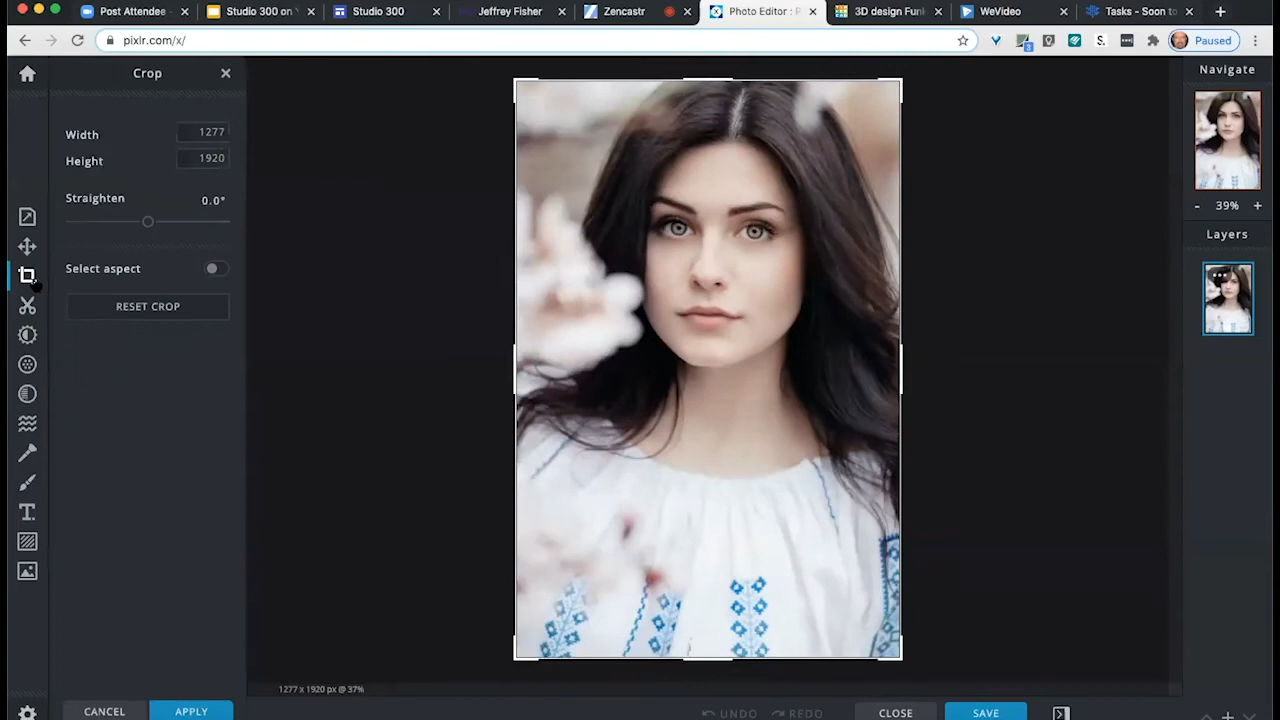 Post Attendee -
Studio 300 on
Studio 300
Jeffrey Fisher
Zencastr
Photo Editor : P
3D design Fun
WeVideo
Tasks - Soon to
pixlr.com/x/
3
S.
Paused
Crop
Width 1277
Height 1920
Straighten 0.0°
Select aspect
RESET CROP
CANCEL
APPLY
1277 x 1920 px @ 37%
UNDO
REDO
CLOSE
SAVE
Navigate
- 39% +
Layers